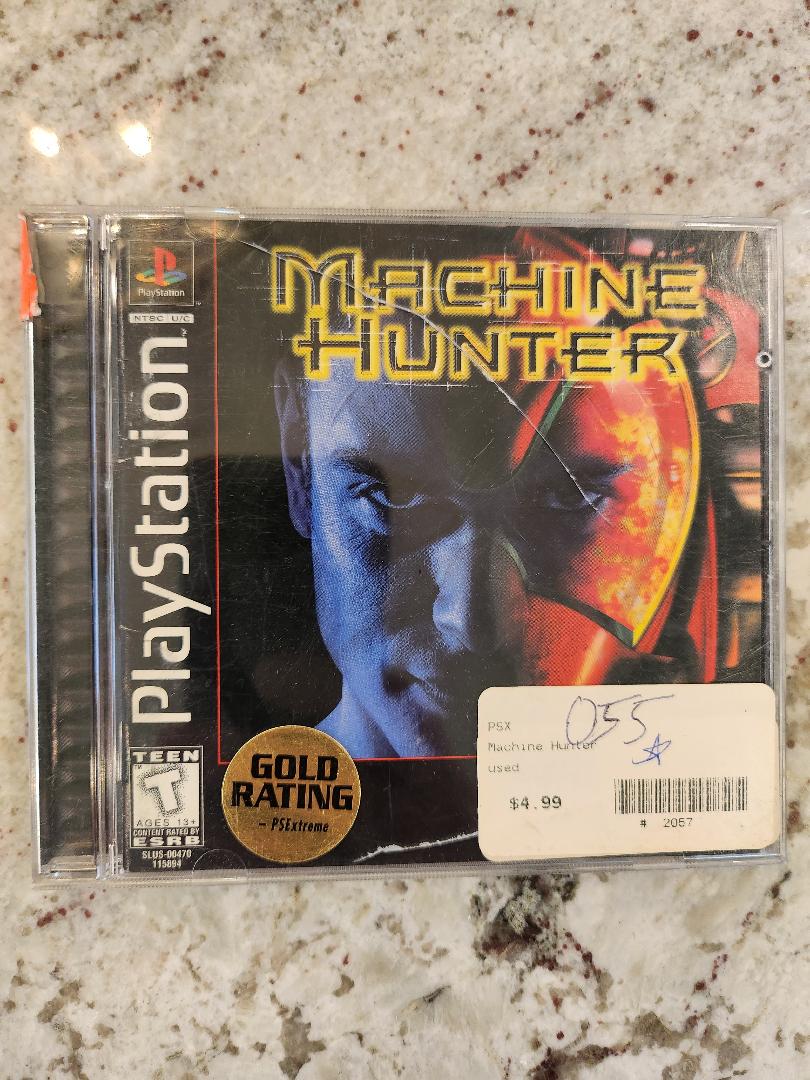 PlayStation
NTSC U/C
PlayStation
MACHINE
HUNTER
TEEN
T
AGES 13+
CONTENT RATED BY
ESRB
SLUS-00470
115894
GOLD
RATING
– PSExtreme
055
PSX
Machine Hunter
used
$4.99
# 2057